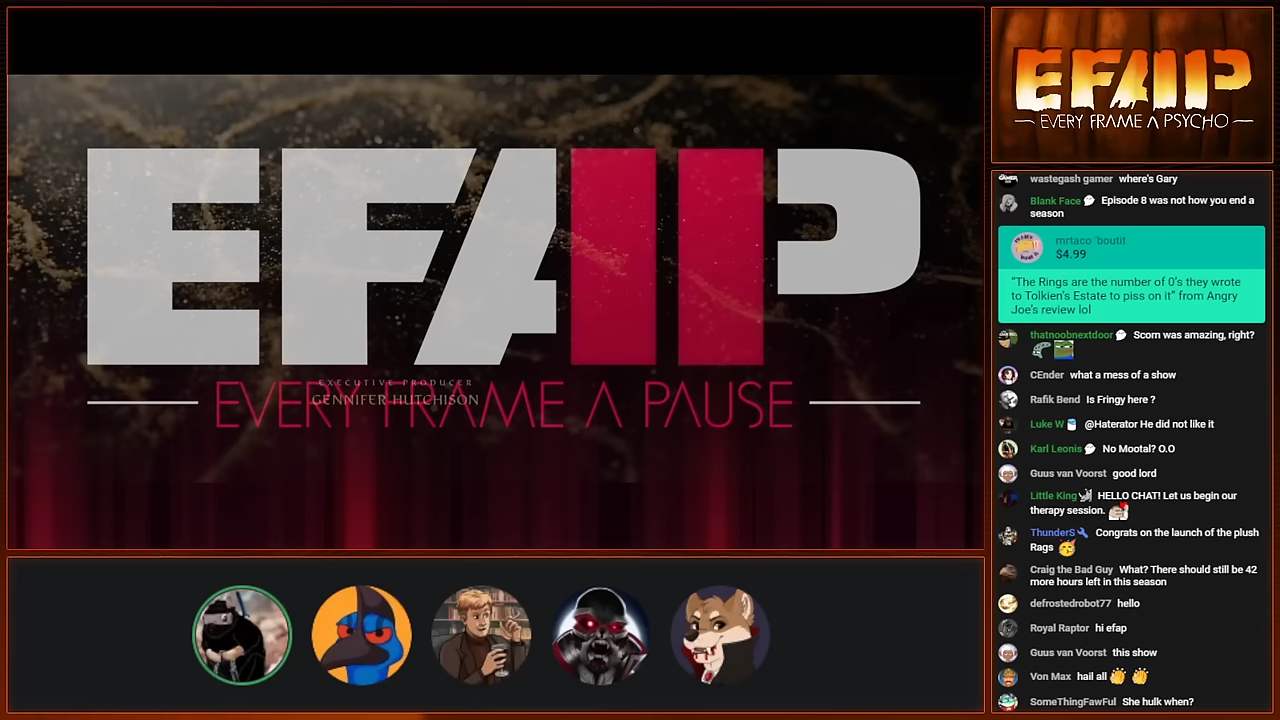 EFAP
EXECUTIVE PRODUCER
GENNIFER HUTCHISON
EVERY FRAME A PAUSE
EFAP
EVERY FRAME A PSYCHO
wastegash gamer where's Gary
Blank Face Episode 8 was not how you end a
season
mrtaco 'boutit
$4.99
"The Rings are the number of 0's they wrote
to Tolkien's Estate to piss on it" from Angry
Joe's review lol
thatnoobnextdoor Scorn was amazing, right?
CEnder what a mess of a show
Rafik Bend Is Fringy here ?
Luke W @Haterator He did not like it
Karl Leonis No Mootal? O.O
Guus van Voorst good lord
Little King HELLO CHAT! Let us begin our
therapy session.
ThunderS Congrats on the launch of the plush
Rags
Craig the Bad Guy What? There should still be 42
more hours left in this season
defrostedrobot77 hello
Royal Raptor hi efap
Guus van Voorst this show
Von Max hail all
SomeThingFawFul She hulk when?